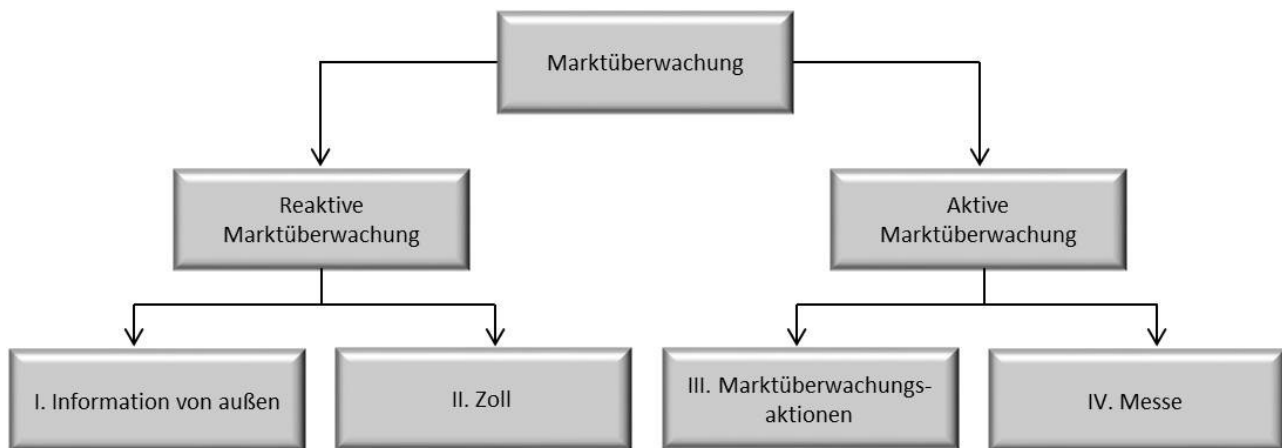 Marktüberwachung
Reaktive
Marktüberwachung
Aktive
Marktüberwachung
I. Information von außen
II. Zoll
III. Marktüberwachungs-
aktionen
IV. Messe